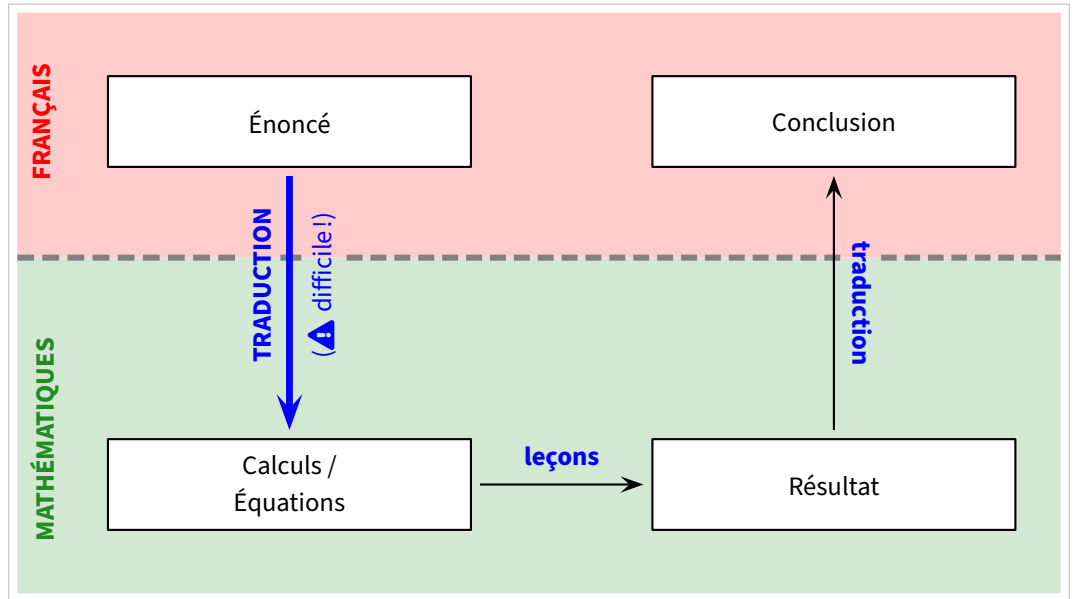 FRANÇAIS
Énoncé
Conclusion
TRADUCTION
(⚠ difficile !)
traduction
MATHÉMATIQUES
Calculs /
Équations
leçons
Résultat